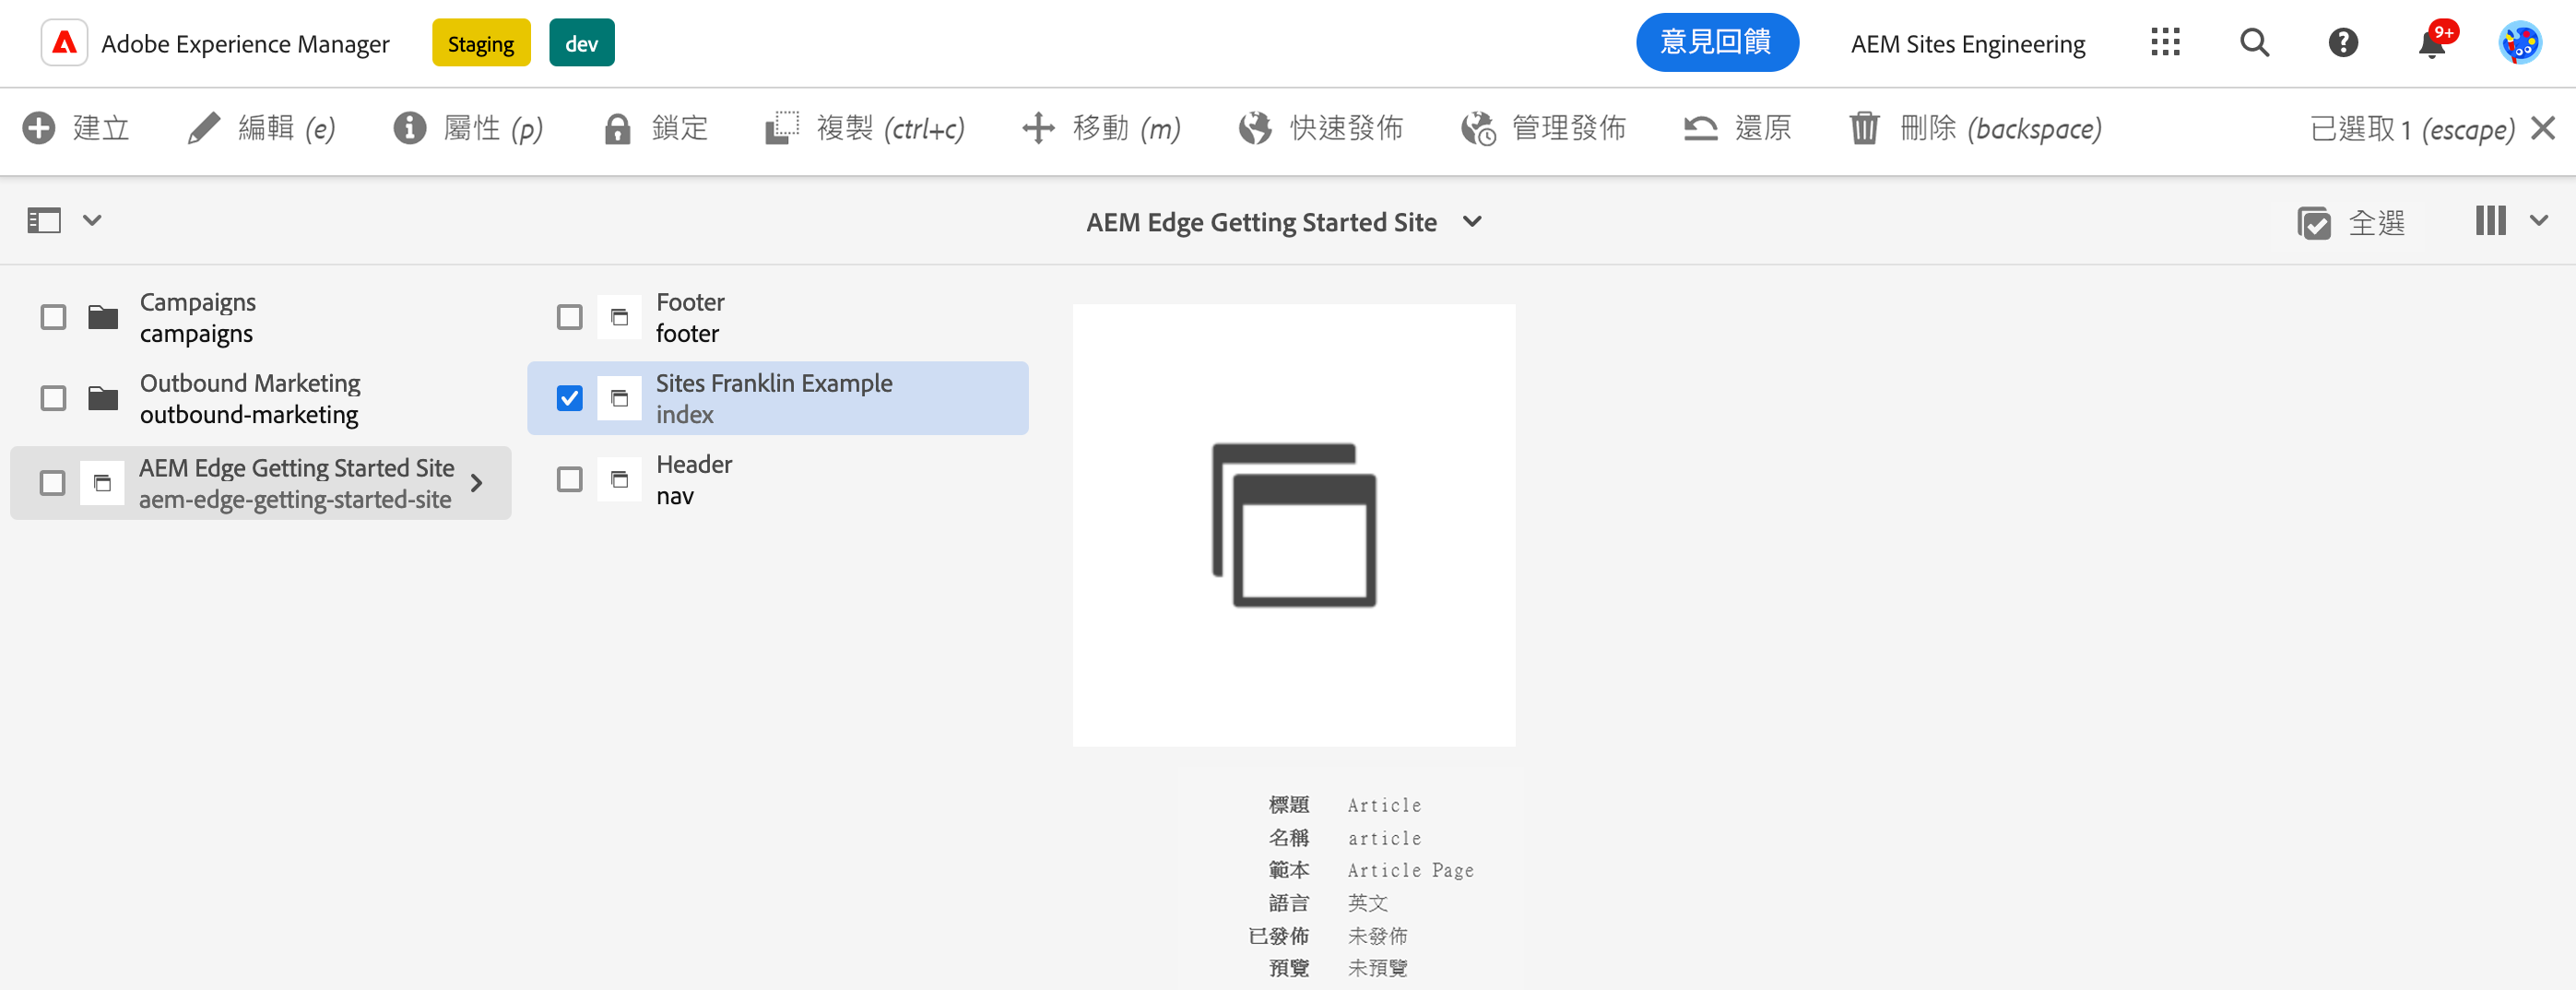 Adobe Experience Manager Staging dev 意見回饋 AEM Sites Engineering 9+
建立 編輯 (e) 屬性 (p) 鎖定 複製 (ctrl+c) 移動 (m) 快速發佈 管理發佈 還原 刪除 (backspace) 已選取 1 (escape)
AEM Edge Getting Started Site 全選
Campaigns
campaigns
Outbound Marketing
outbound-marketing
AEM Edge Getting Started Site
aem-edge-getting-started-site
Footer
footer
Sites Franklin Example
index
Header
nav
標題 Article
名稱 article
範本 Article Page
語言 英文
已發佈 未發佈
預覽 未預覽